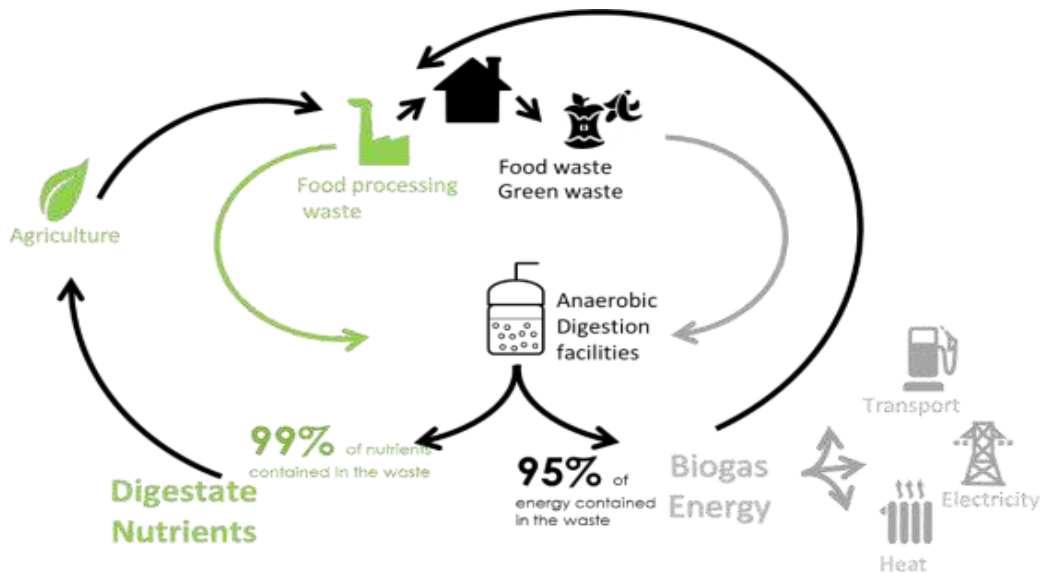 Food processing
waste
Food waste
Green waste
Agriculture
Anaerobic
Digestion
facilities
Transport
99% of nutrients
contained in the waste
95% of
energy contained
in the waste
Biogas
Energy
Digestate
Nutrients
Electricity
Heat